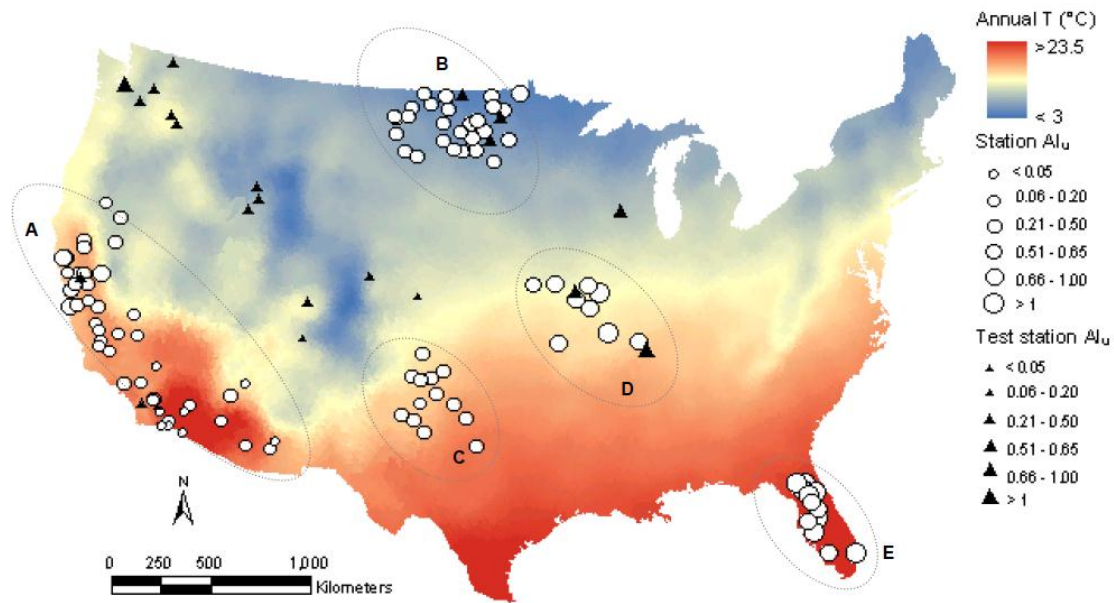 Annual T (°C)
>23.5
< 3
Station AIu
< 0.05
0.06 - 0.20
0.21 - 0.50
0.51 - 0.65
0.66 - 1.00
> 1
Test station AIu
< 0.05
0.06 - 0.20
0.21 - 0.50
0.51 - 0.65
0.66 - 1.00
> 1
B
A
D
C
E
N
0 250 500 1,000
Kilometers